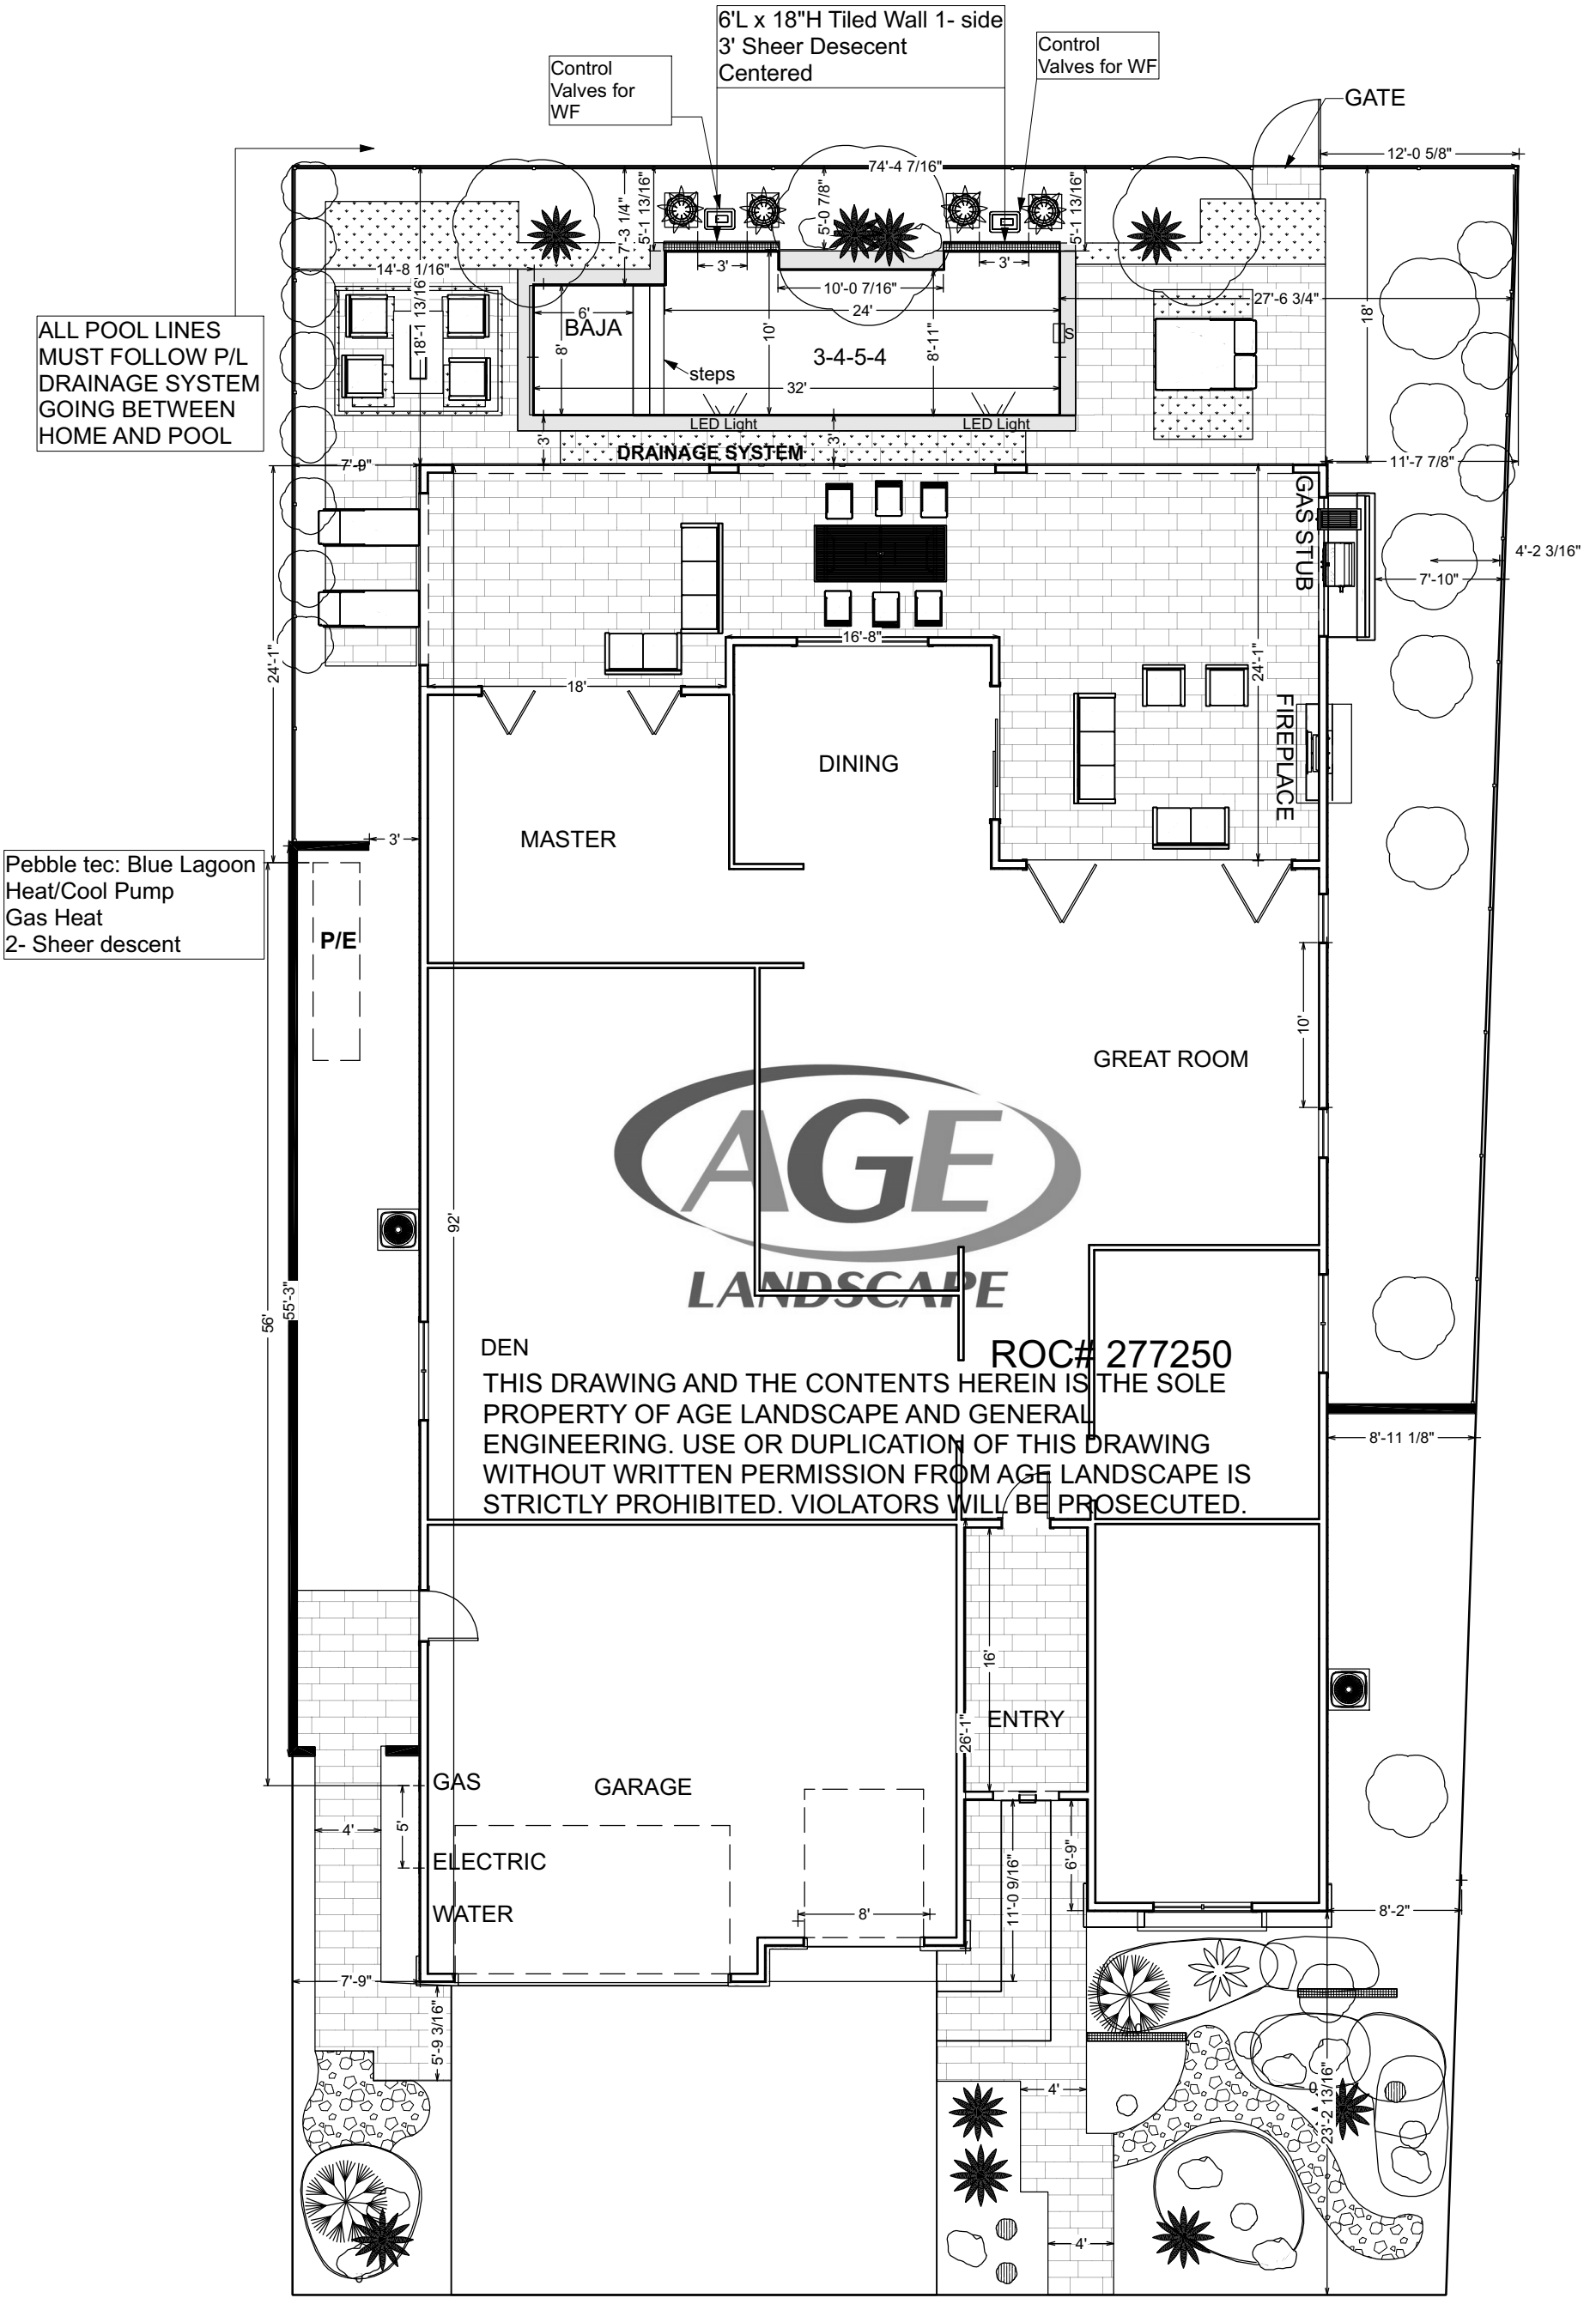 6'L x 18"H Tiled Wall 1- side
3' Sheer Desecent
Centered
Control
Valves for
WF
Control
Valves for WF
GATE
12'-0 5/8"
74'-4 7/16"
7'-3 1/4"
5'-1 13/16"
5'-0 7/8"
5'-1 13/16"
3'
3'
14'-8 1/16"
18'-1 13/16"
10'-0 7/16"
27'-6 3/4"
18'
ALL POOL LINES
MUST FOLLOW P/L
DRAINAGE SYSTEM
GOING BETWEEN
HOME AND POOL
6'
BAJA
8'
24'
10'
8'-11"
3-4-5-4
S
steps
32'
LED Light
LED Light
3'
3'
DRAINAGE SYSTEM
7'-9"
11'-7 7/8"
GAS STUB
4'-2 3/16"
7'-10"
16'-8"
24'-1"
24'-1"
18'
FIREPLACE
DINING
MASTER
3'
Pebble tec: Blue Lagoon
Heat/Cool Pump
Gas Heat
2- Sheer descent
P/E
10'
GREAT ROOM
AGE
LANDSCAPE
92'
55'-3"
56'
DEN
ROC# 277250
THIS DRAWING AND THE CONTENTS HEREIN IS THE SOLE
PROPERTY OF AGE LANDSCAPE AND GENERAL
ENGINEERING. USE OR DUPLICATION OF THIS DRAWING
WITHOUT WRITTEN PERMISSION FROM AGE LANDSCAPE IS
STRICTLY PROHIBITED. VIOLATORS WILL BE PROSECUTED.
8'-11 1/8"
16'
26'-1"
ENTRY
GAS
GARAGE
4'
5'
ELECTRIC
WATER
8'
11'-0 9/16"
6'-9"
8'-2"
7'-9"
5'-9 3/16"
4'
23'-2 13/16"
4'